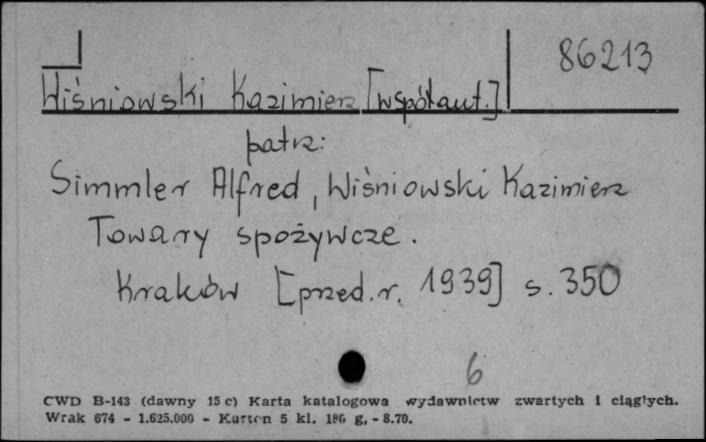 86213
Wiśniowski Kazimierz [współaut.]
patrz:
Simmler Alfred, Wiśniowski Kazimierz
Towary spożywcze.
Kraków [przed.r. 1939] s. 350
6
CWD B-143 (dawny 15 c) Karta katalogowa wydawnictw zwartych i ciągłych.
Wrak 674 - 1.625.000 - Karton 5 kl. 180 g. - 8.70.